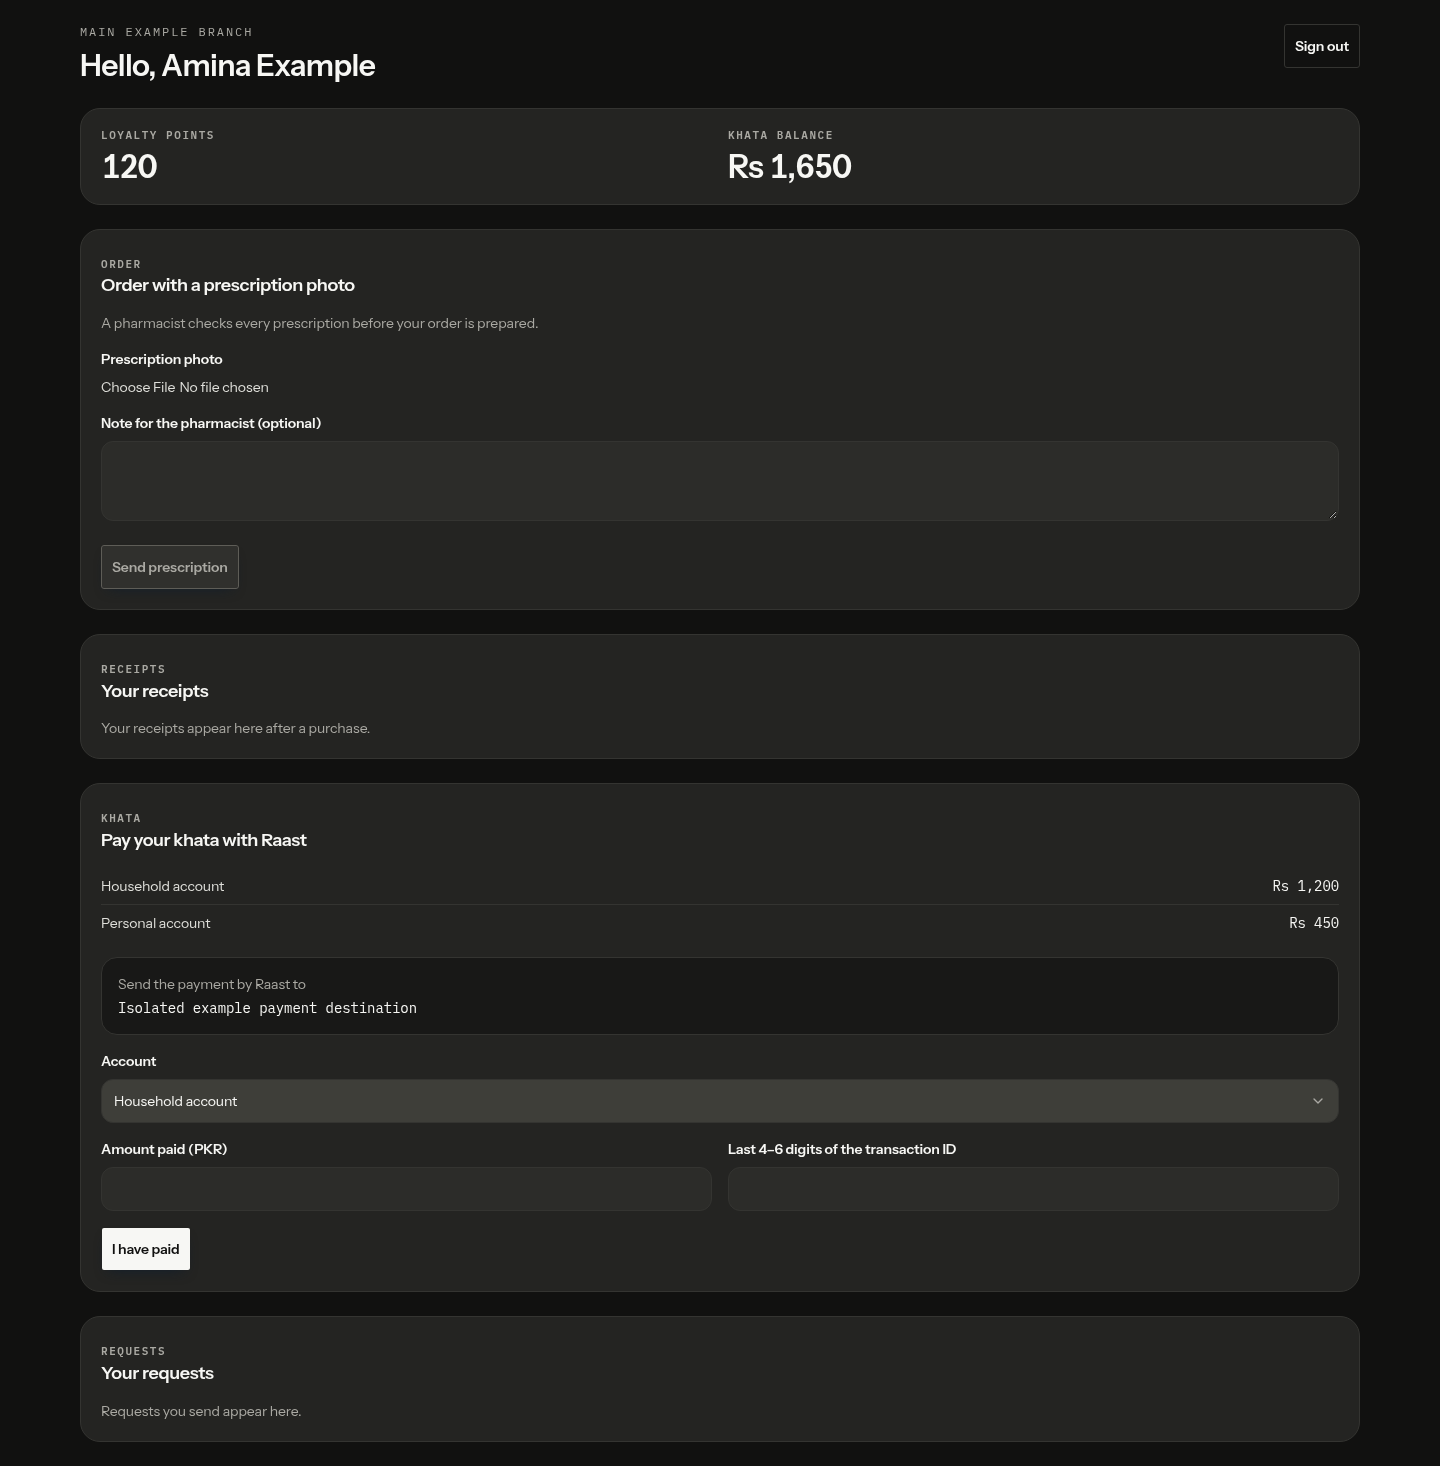 MAIN EXAMPLE BRANCH
Hello, Amina Example
Sign out
LOYALTY POINTS
120
KHATA BALANCE
Rs 1,650
ORDER
Order with a prescription photo
A pharmacist checks every prescription before your order is prepared.
Prescription photo
Choose File No file chosen
Note for the pharmacist (optional)
Send prescription
RECEIPTS
Your receipts
Your receipts appear here after a purchase.
KHATA
Pay your khata with Raast
Household account Rs 1,200
Personal account Rs 450
Send the payment by Raast to
Isolated example payment destination
Account
Household account
Amount paid (PKR)
Last 4–6 digits of the transaction ID
I have paid
REQUESTS
Your requests
Requests you send appear here.